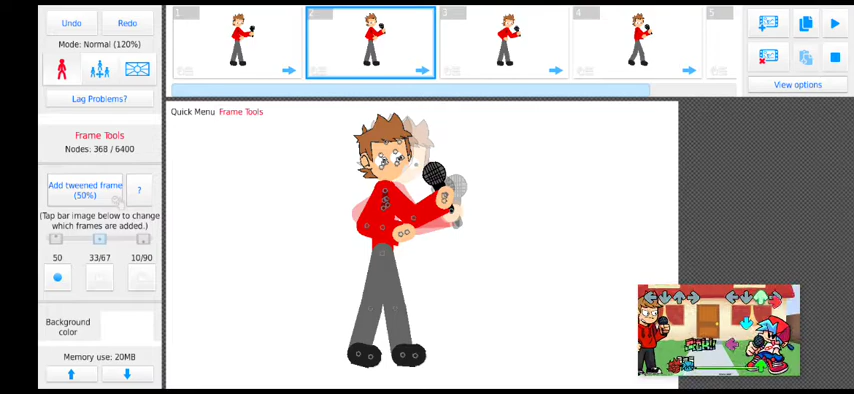 Undo
Redo
Mode: Normal (120%)
Lag Problems?
Frame Tools
Nodes: 368 / 6400
Add tweened frame
(50%)
?
(Tap bar image below to change
which frames are added.)
50
33/67
10/90
Background
color
Memory use: 20MB
1
2
3
4
5
View options
Quick Menu
Frame Tools